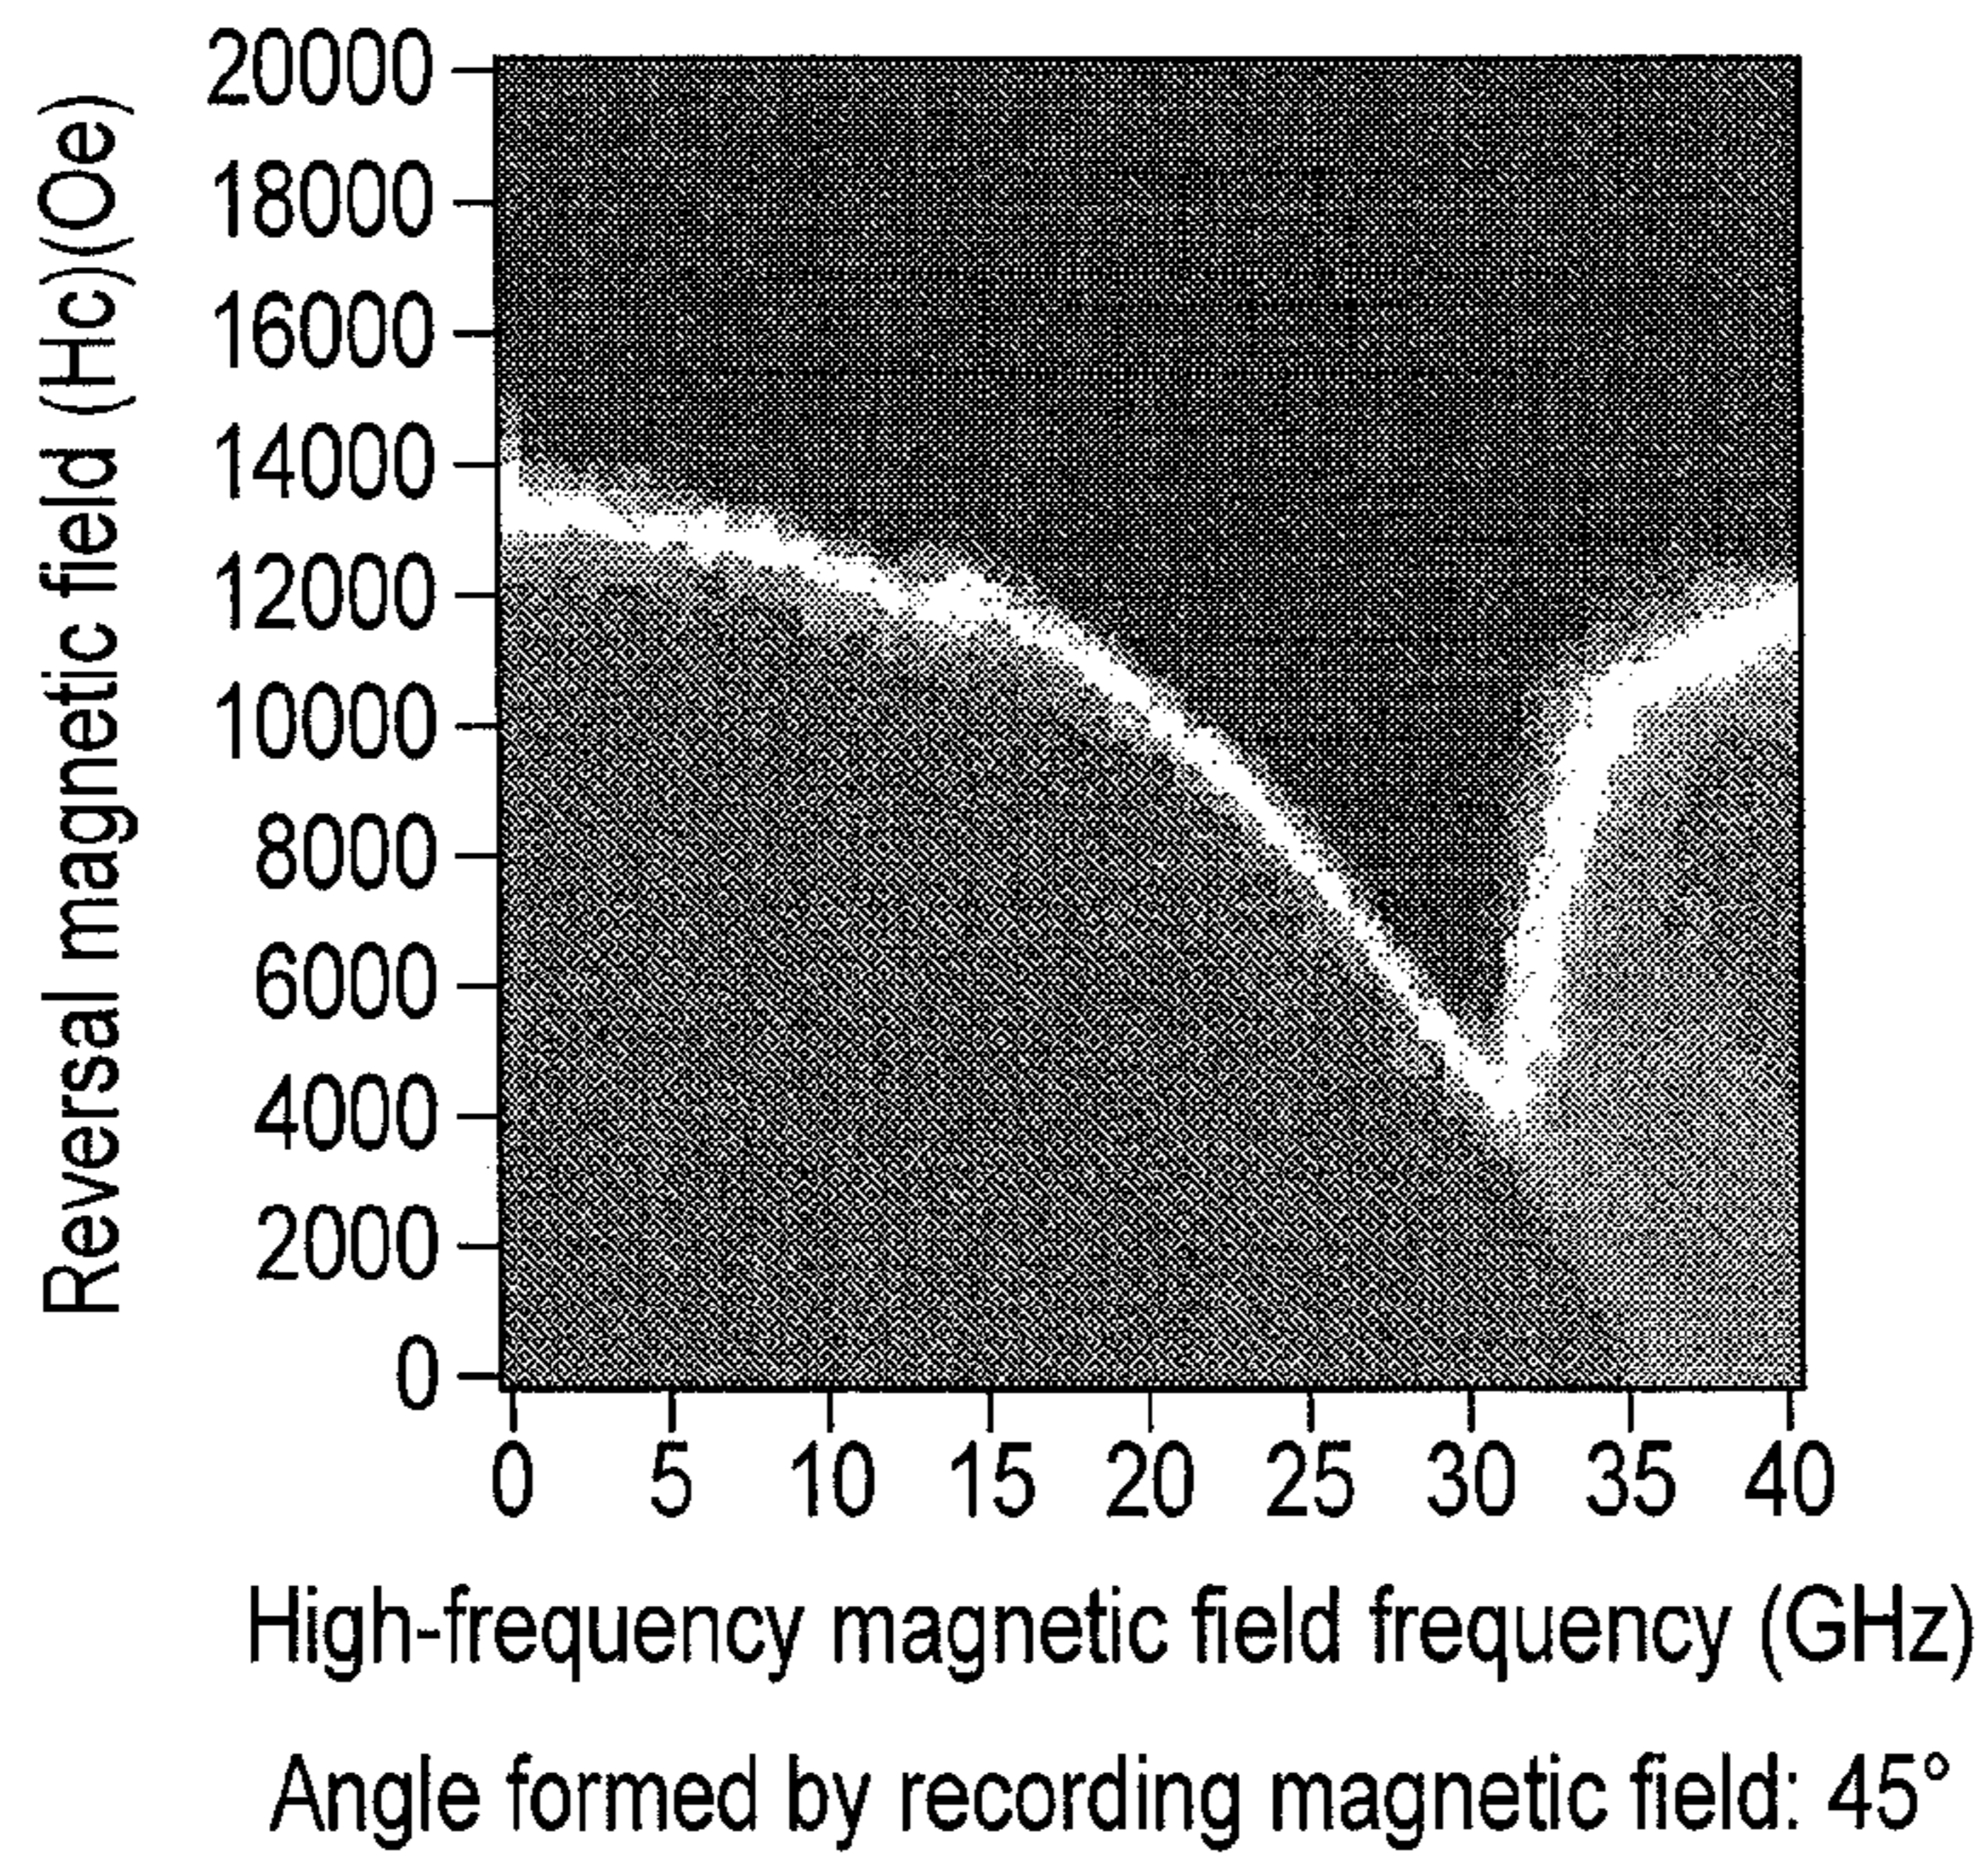 Reversal magnetic field (Hc)(Oe)
20000
18000
16000
14000
12000
10000
8000
6000
4000
2000
0
0 5 10 15 20 25 30 35 40
High-frequency magnetic field frequency (GHz)
Angle formed by recording magnetic field: 45°